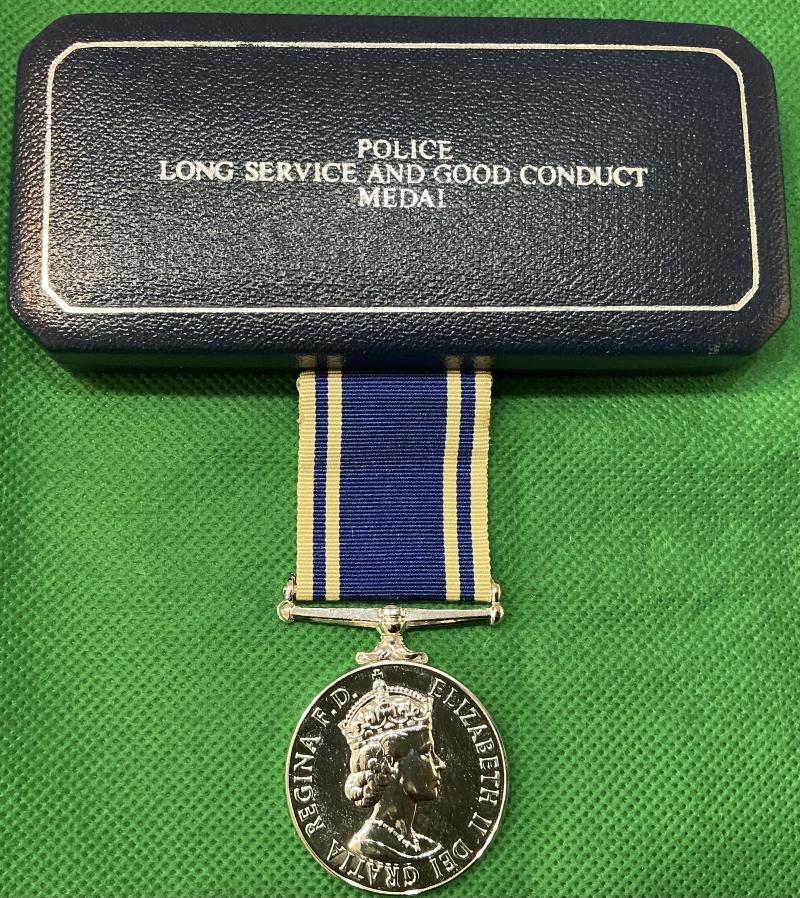 POLICE
LONG SERVICE AND GOOD CONDUCT
MEDAL
ELIZABETH II DEI GRATIA REGINA F.D.